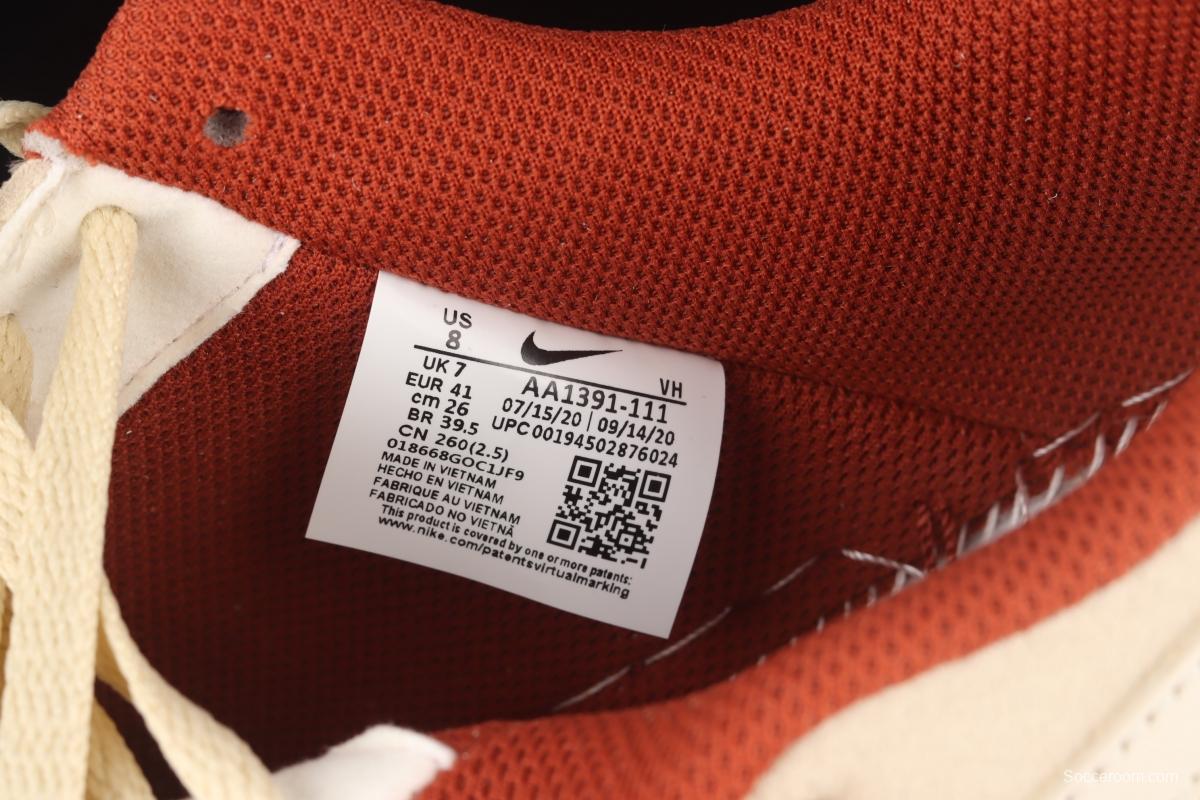 US
8
VH
UK 7
EUR 41
cm 26
BR 39.5
CN 260(2.5)
018668GOC1JF9
AA1391-111
07/15/20 | 09/14/20
UPC 00194502876024
MADE IN VIETNAM
HECHO EN VIETNAM
FABRIQUE AU VIETNAM
FABRICADO NO VIETNÃ
This product is covered by one or more patents:
www.nike.com/patentsvirtualmarking
Socceroom.com